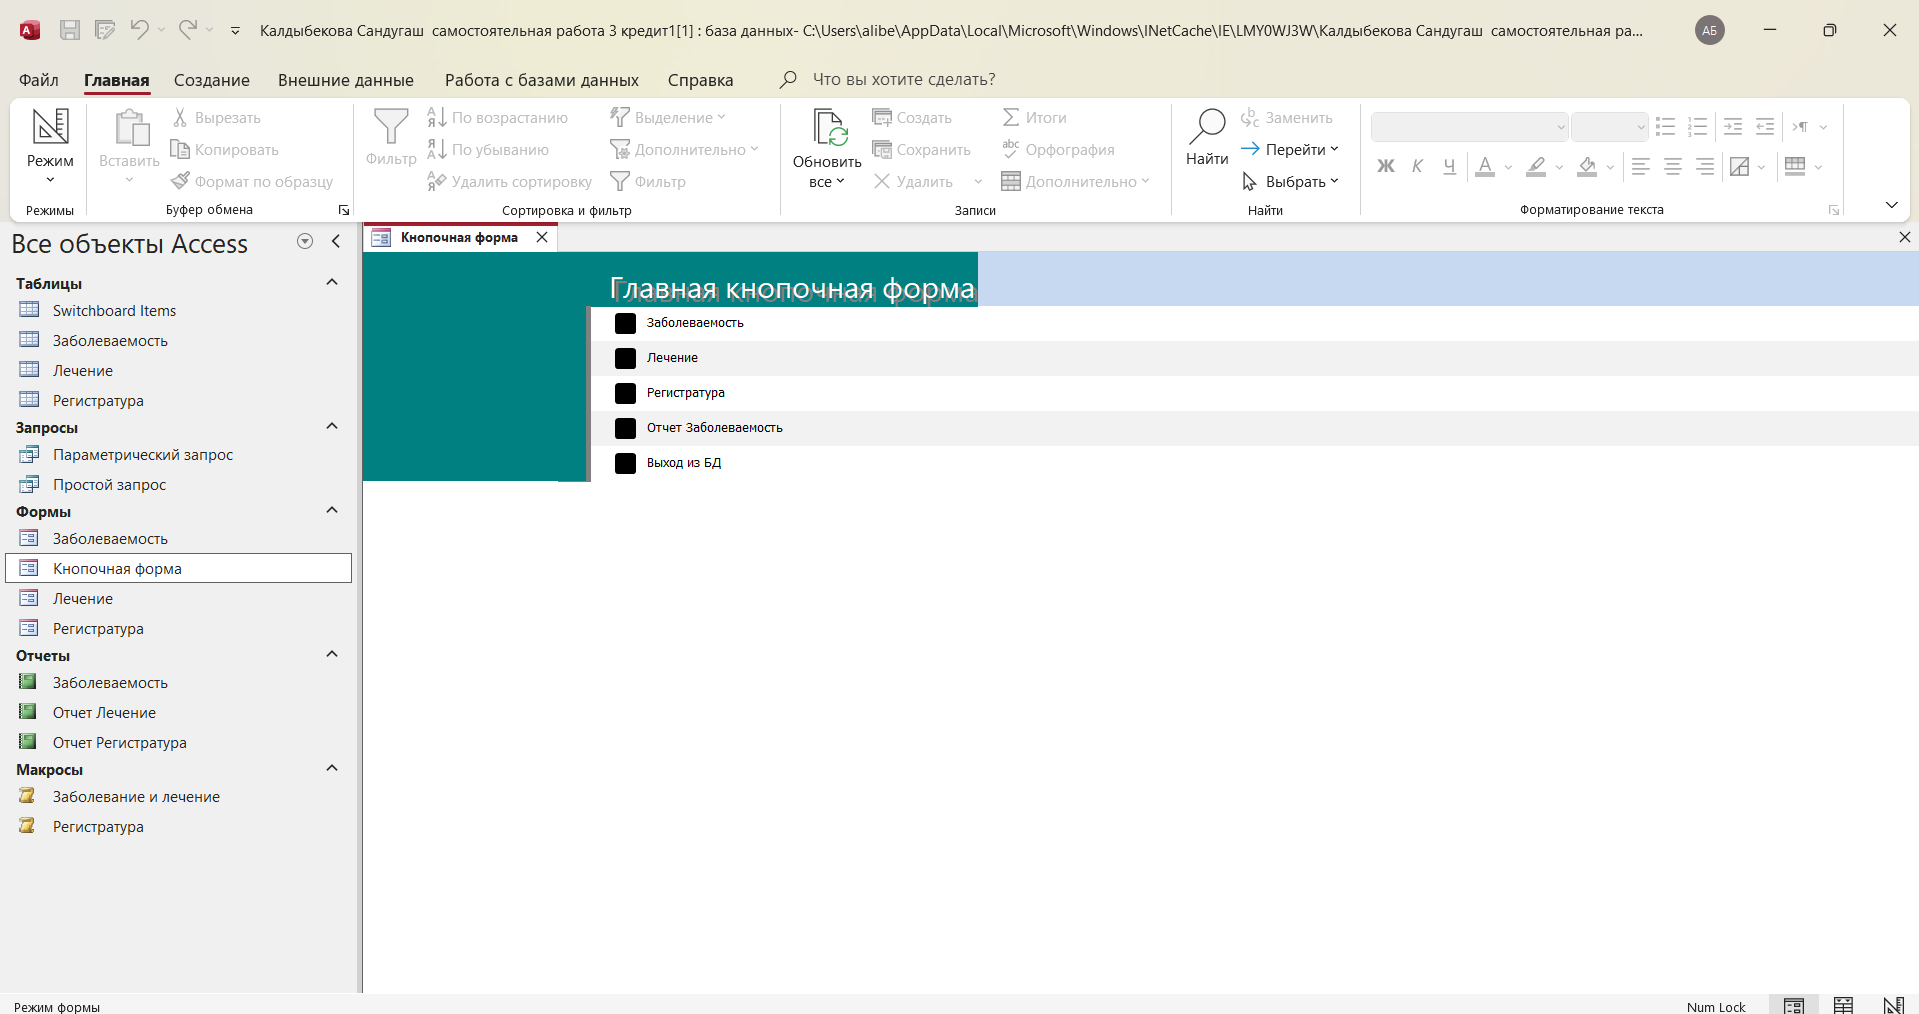 Калдыбекова Сандугаш  самостоятельная работа 3 кредит1[1] : база данных- C:\Users\alibe\AppData\Local\Microsoft\Windows\INetCache\IE\LMY0WJ3W\Калдыбекова Сандугаш  самостоятельная ра...
АБ
Файл Главная Создание Внешние данные Работа с базами данных Справка Что вы хотите сделать?
Режим
Режимы
Вставить
Вырезать
Копировать
Формат по образцу
Буфер обмена
Фильтр
По возрастанию
По убыванию
Удалить сортировку
Выделение
Дополнительно
Фильтр
Сортировка и фильтр
Обновить
все
Создать
Сохранить
Удалить
Итоги
Орфография
Дополнительно
Записи
Найти
Заменить
Перейти
Выбрать
Найти
Ж К Ч А
Форматирование текста
Все объекты Access
Таблицы
Switchboard Items
Заболеваемость
Лечение
Регистратура
Запросы
Параметрический запрос
Простой запрос
Формы
Заболеваемость
Кнопочная форма
Лечение
Регистратура
Отчеты
Заболеваемость
Отчет Лечение
Отчет Регистратура
Макросы
Заболевание и лечение
Регистратура
Кнопочная форма
Главная кнопочная форма
Заболеваемость
Лечение
Регистратура
Отчет Заболеваемость
Выход из БД
Режим формы
Num Lock